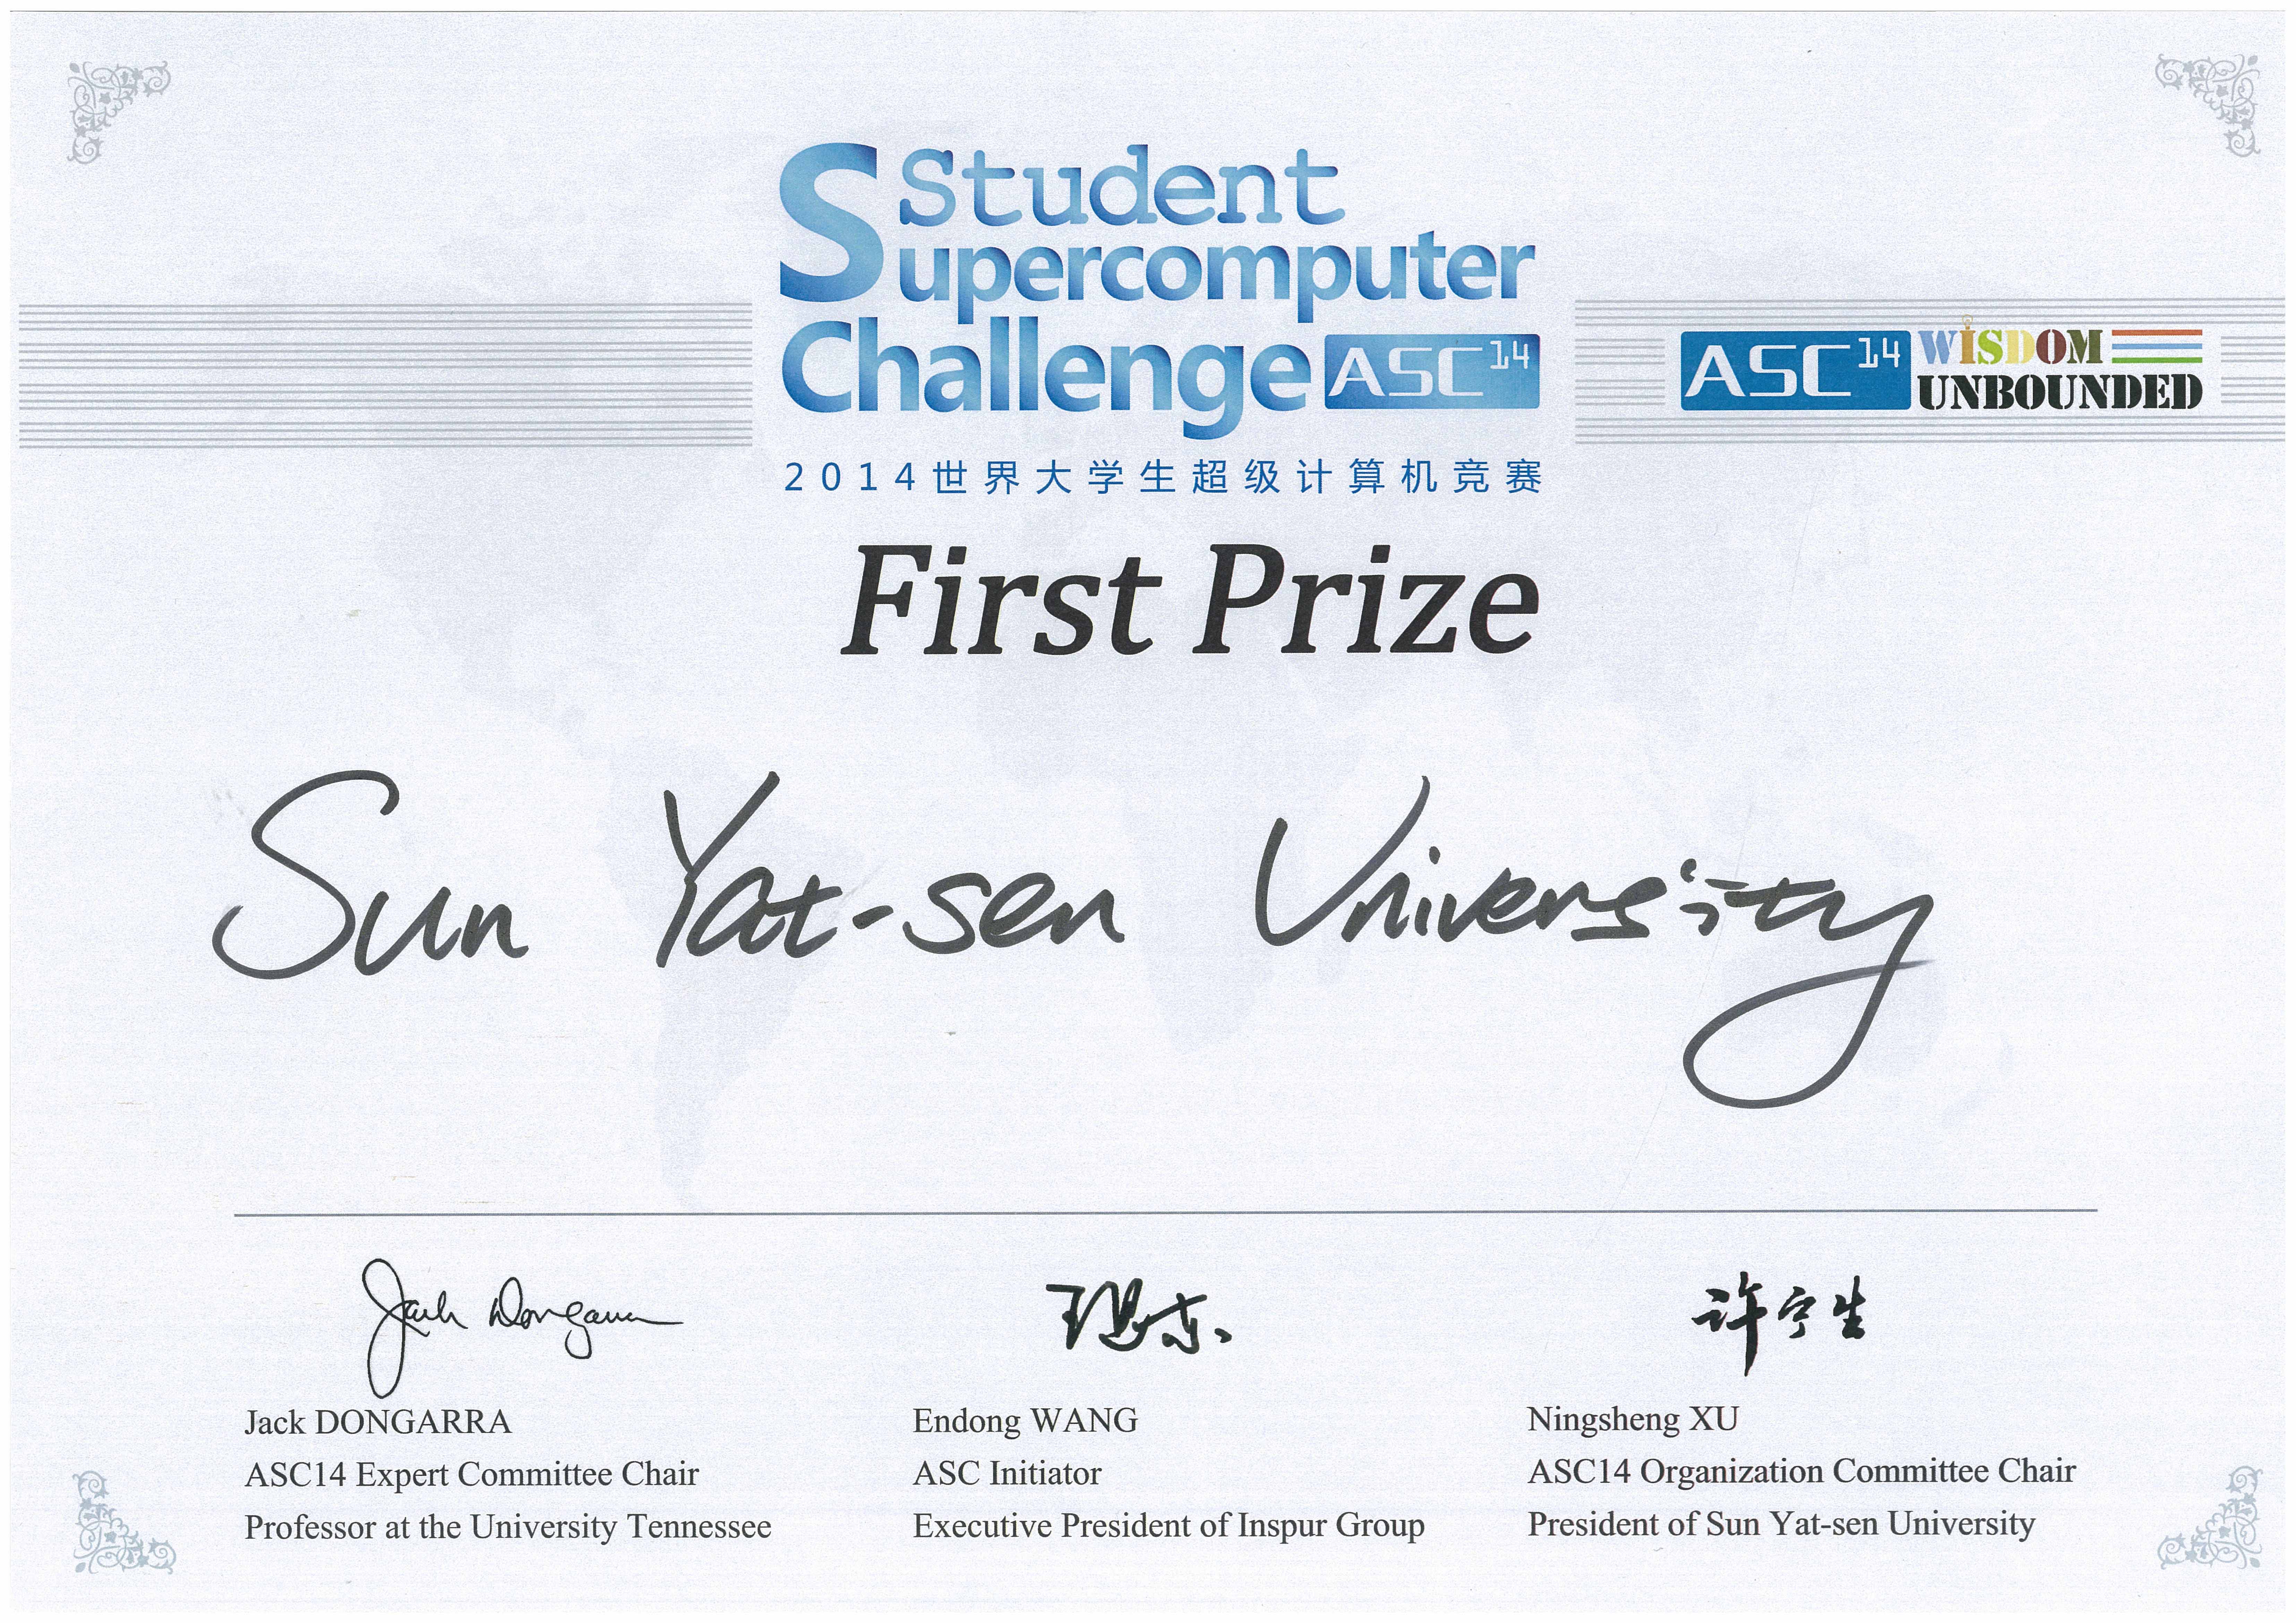 Student
Supercomputer
Challenge ASC14
ASC14 WISDOM
UNBOUNDED
2014世界大学生超级计算机竞赛
First Prize
Sun Yat-sen University
Jack Dongarra
王恩东
许宁生
Jack DONGARRA
ASC14 Expert Committee Chair
Professor at the University Tennessee
Endong WANG
ASC Initiator
Executive President of Inspur Group
Ningsheng XU
ASC14 Organization Committee Chair
President of Sun Yat-sen University